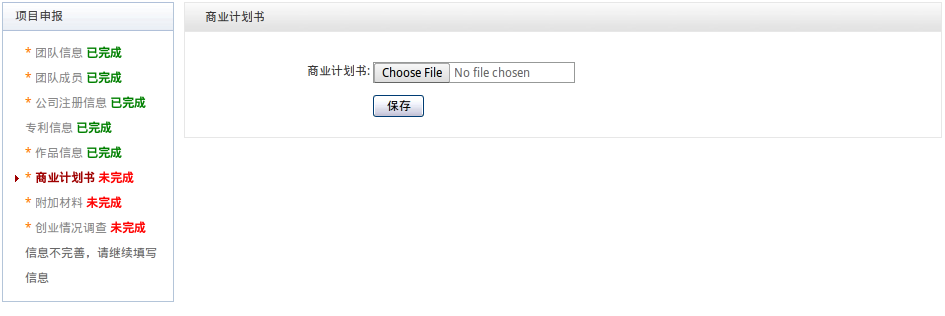 项目申报
* 团队信息 已完成
* 团队成员 已完成
* 公司注册信息 已完成
专利信息 已完成
* 作品信息 已完成
* 商业计划书 未完成
* 附加材料 未完成
* 创业情况调查 未完成
信息不完善，请继续填写
信息
商业计划书
商业计划书: Choose File No file chosen
保存